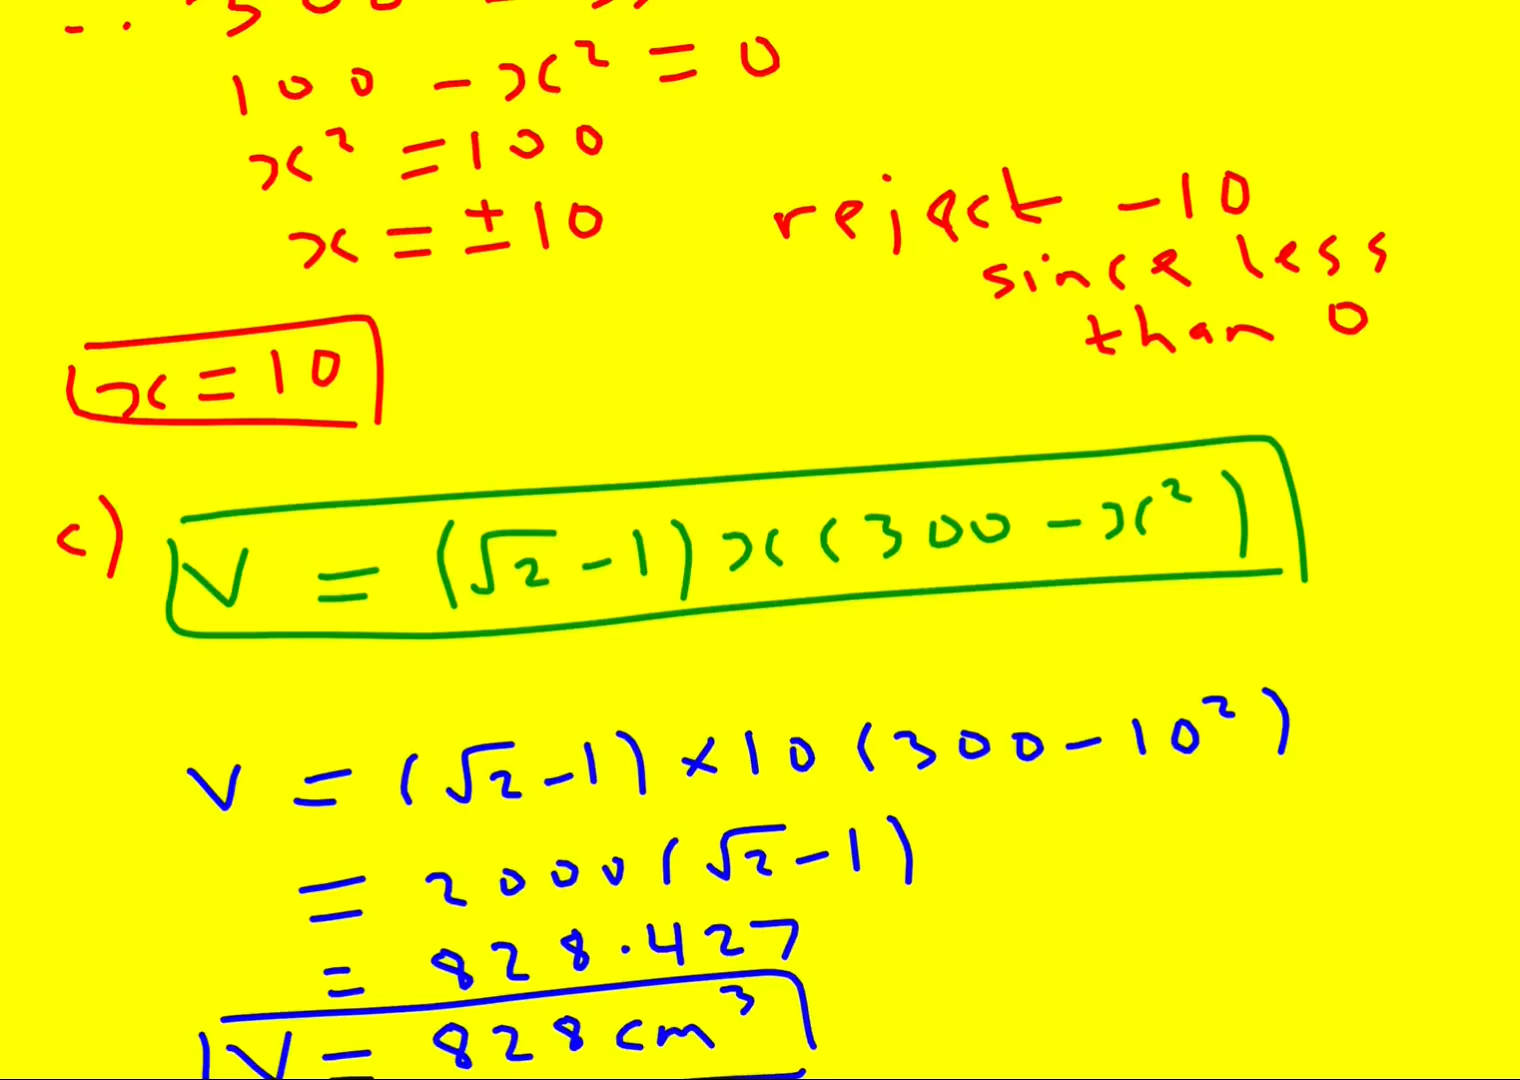 100 - x² = 0
x² = 100
x = ± 10
reject -10
since less
than 0
x = 10
c)
V = (√2 - 1) x (300 - x²)
V = (√2 - 1) × 10 (300 - 10²)
= 2000 (√2 - 1)
= 828.427
V = 828 cm³